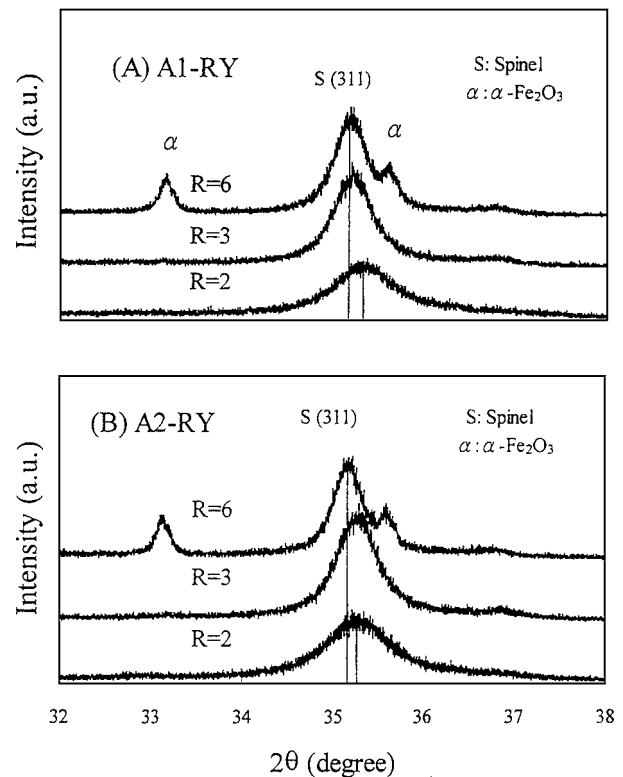 (A) A1-RY
S (311)
S: Spinel
α : α -Fe₂O₃
α
α
R=6
R=3
R=2
Intensity (a.u.)
(B) A2-RY
S (311)
S: Spinel
α : α -Fe₂O₃
R=6
R=3
R=2
Intensity (a.u.)
32 33 34 35 36 37 38
2θ (degree)